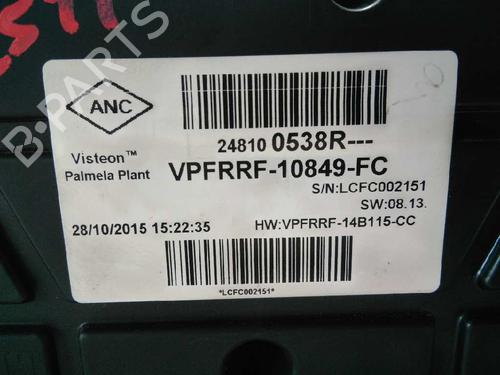 ANC
24810 0538R---
Visteon™
Palmela Plant
VPFRRF-10849-FC
S/N:LCFC002151
SW:08.13.
28/10/2015 15:22:35
HW:VPFRRF-14B115-CC
*LCFC002151*
B-PARTS